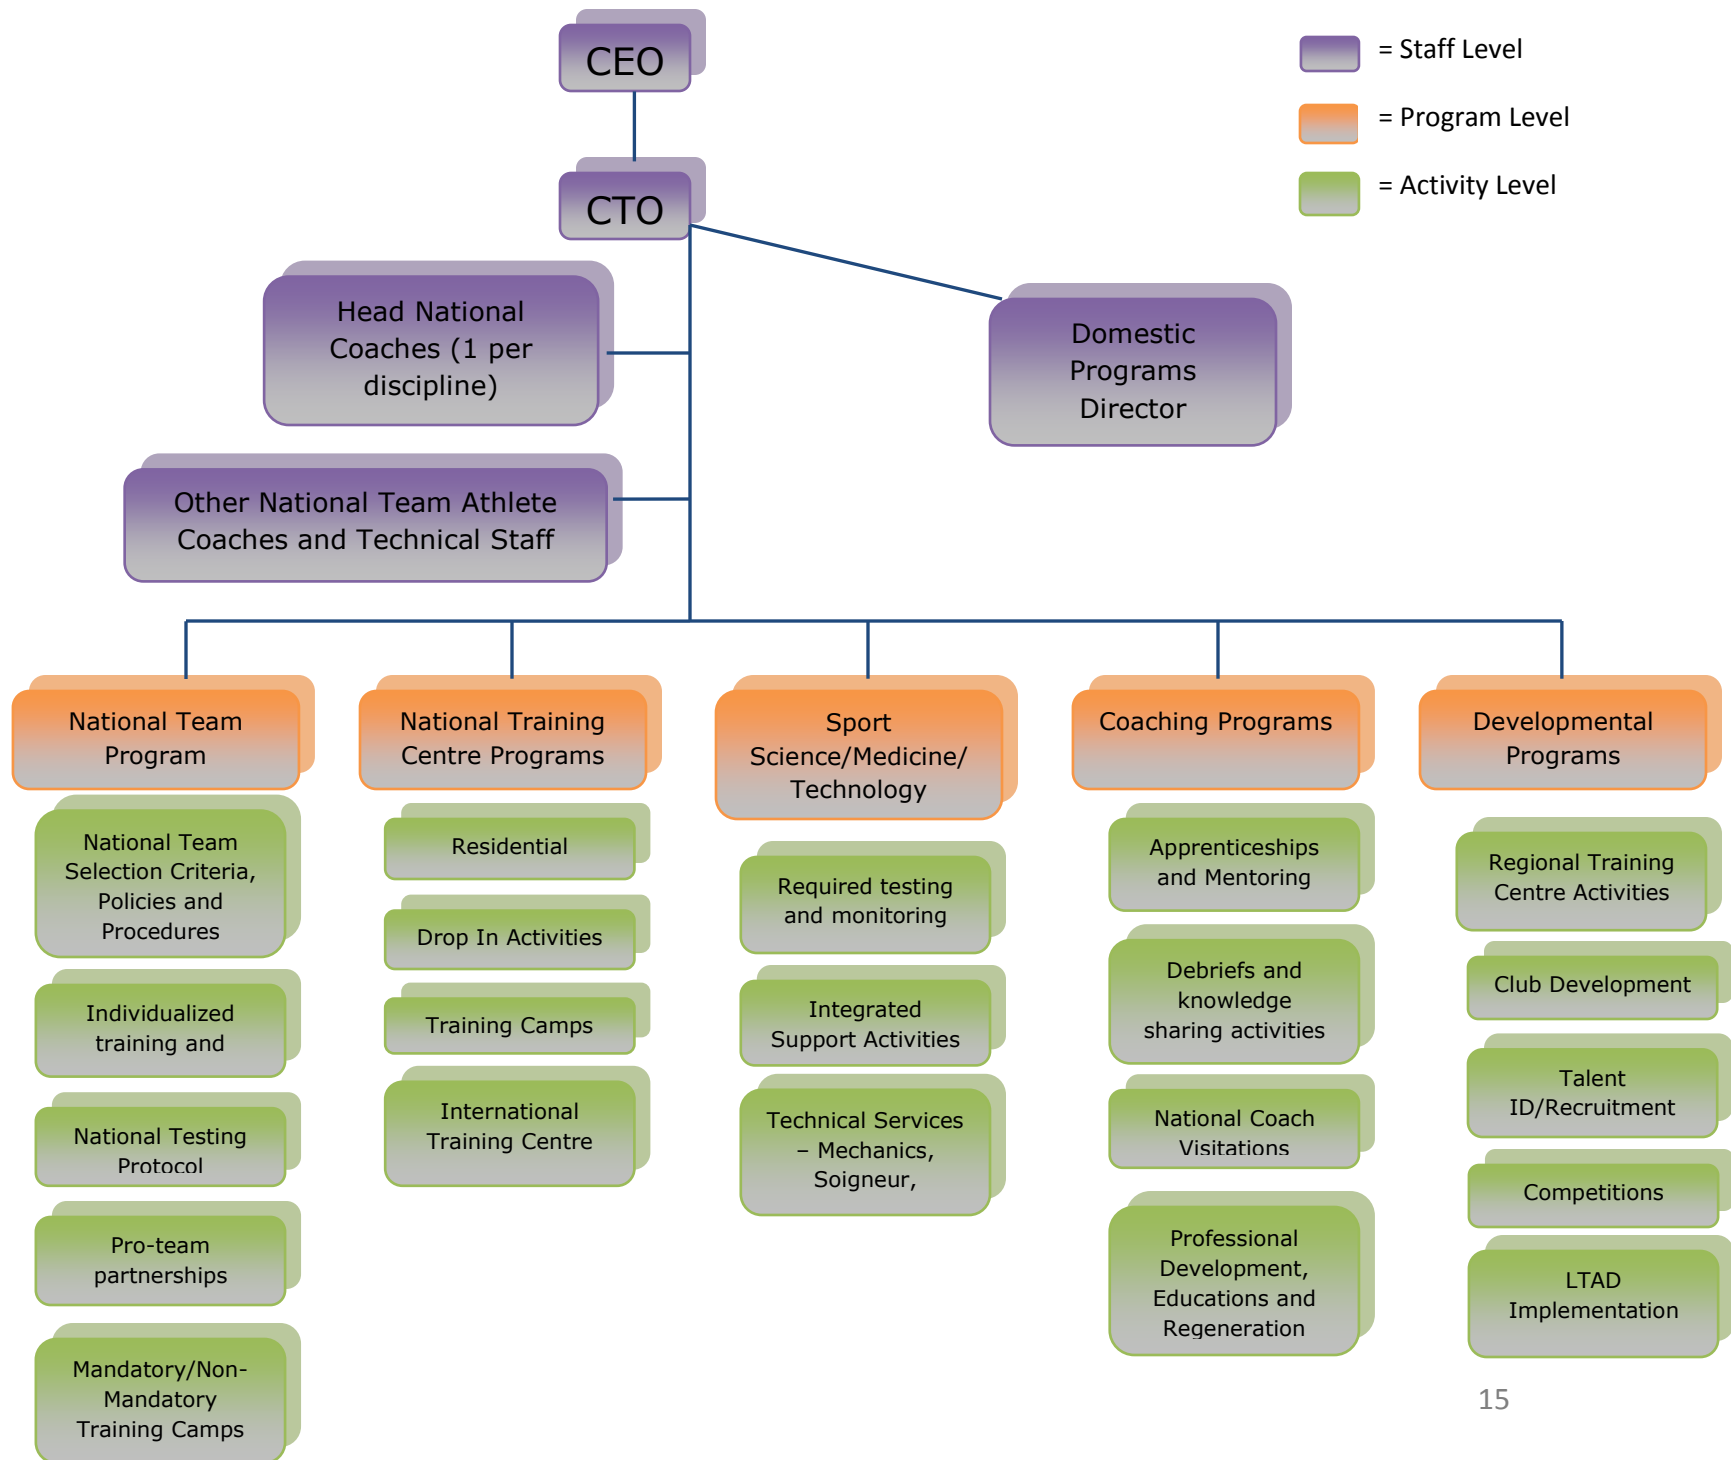 CEO
= Staff Level
= Program Level
= Activity Level
CTO
Head National
Coaches (1 per
discipline)
Domestic
Programs
Director
Other National Team Athlete
Coaches and Technical Staff
National Team
Program
National Training
Centre Programs
Sport
Science/Medicine/
Technology
Coaching Programs
Developmental
Programs
National Team
Selection Criteria,
Policies and
Procedures
Individualized
training and
National Testing
Protocol
Pro-team
partnerships
Mandatory/Non-
Mandatory
Training Camps
Residential
Drop In Activities
Training Camps
International
Training Centre
Required testing
and monitoring
Integrated
Support Activities
Technical Services
– Mechanics,
Soigneur,
Apprenticeships
and Mentoring
Debriefs and
knowledge
sharing activities
National Coach
Visitations
Professional
Development,
Educations and
Regeneration
Regional Training
Centre Activities
Club Development
Talent
ID/Recruitment
Competitions
LTAD
Implementation
15